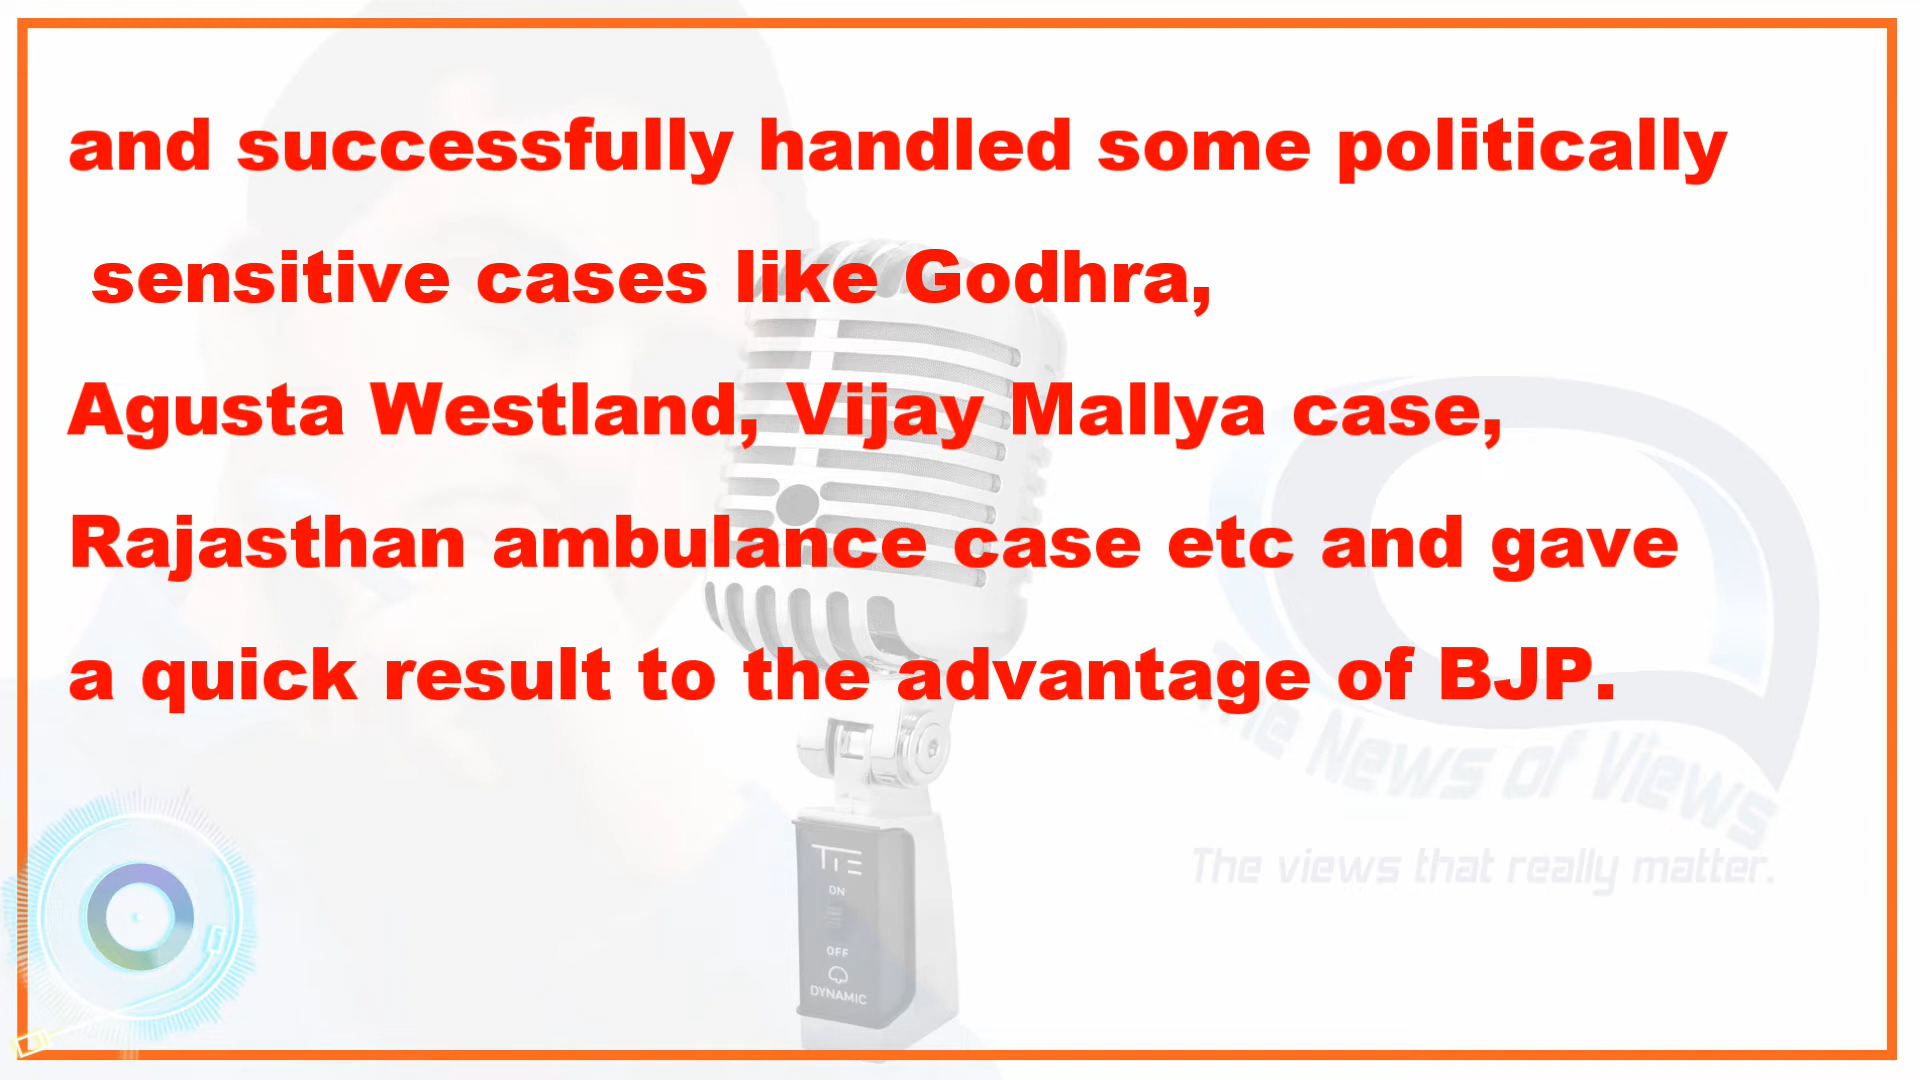 and successfully handled some politically
sensitive cases like Godhra,
Agusta Westland, Vijay Mallya case,
Rajasthan ambulance case etc and gave
a quick result to the advantage of BJP.
The News of Views
The views that really matter.
TIE
ON
OFF
DYNAMIC